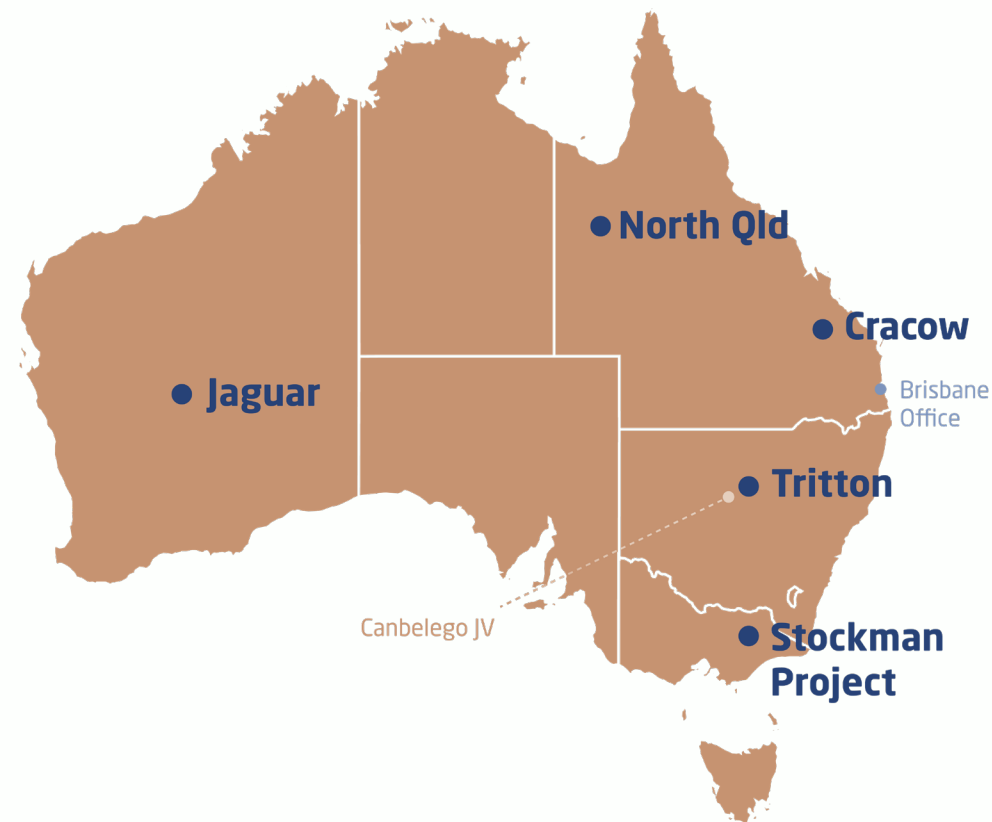 North Qld
Cracow
Jaguar
Brisbane
Office
Tritton
Canbelego JV
Stockman
Project